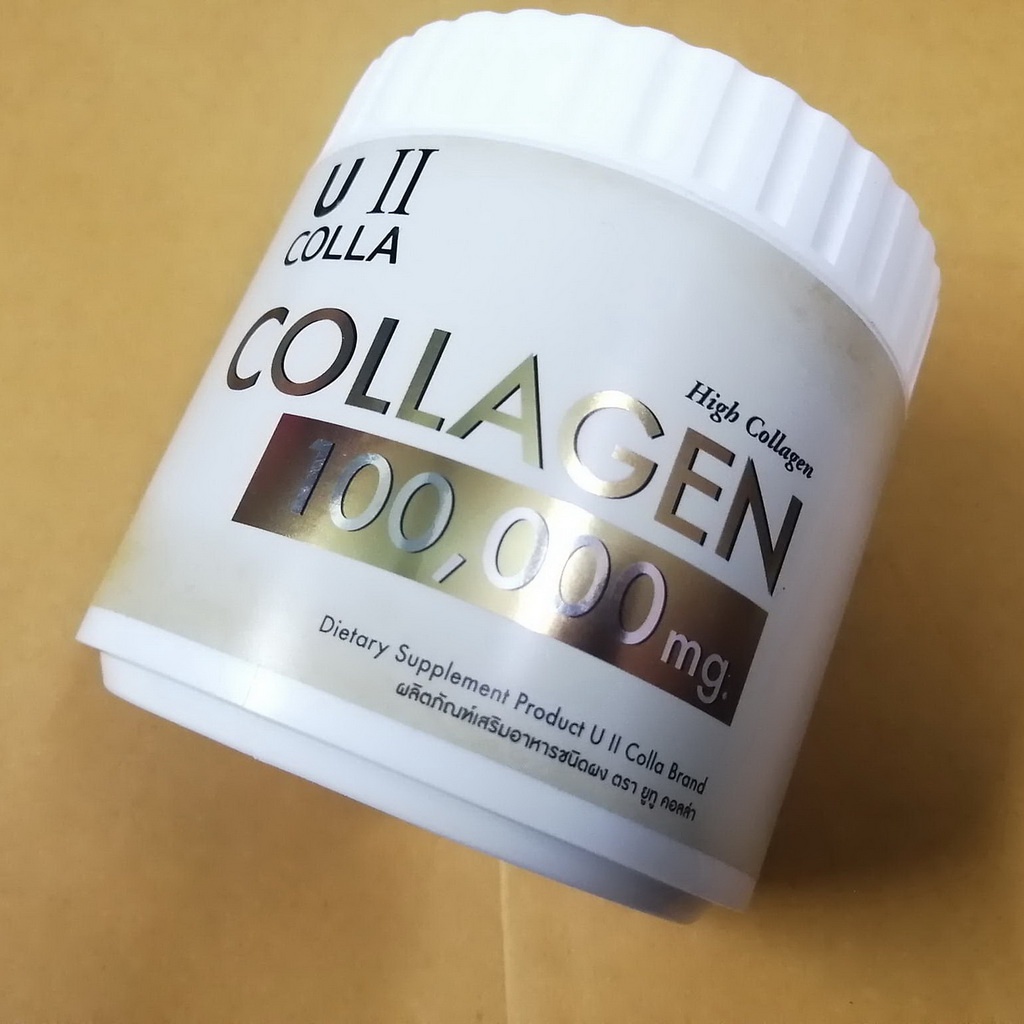 U II
COLLA
High Collagen
COLLAGEN
100,000 mg.
Dietary Supplement Product U II Colla Brand
ผลิตภัณฑ์เสริมอาหารชนิดผง ตรา ยูทู คอลล่า